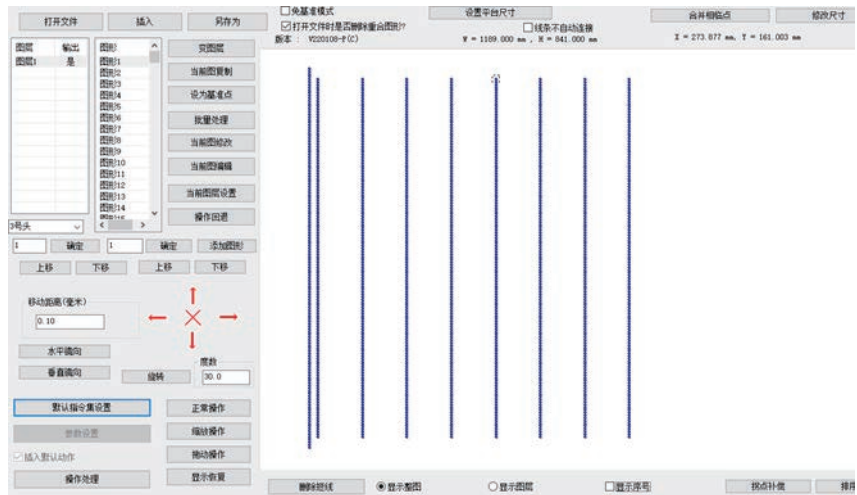 打开文件 插入 另存为 免基准模式 设置平台尺寸 合并相临点 修改尺寸
打开文件时是否删除重合图形? 线条不自动连接
版本 : V220108-P(C) W = 1189.000 mm , H = 841.000 mm X = 273.877 mm, Y = 161.003 mm
图层 输出 图形 变图层
图层1 是 图形1
图形2 当前图复制
图形3
图形4 设为基准点
图形5
图形6 批量处理
图形7
图形8 当前图修改
图形9
图形10 当前图编辑
图形11
图形12 当前图层设置
图形13
图形14 操作回退
3号头
1 确定 1 确定 添加图形
上移 下移 上移 下移
移动距离(毫米)
0.10
水平镜向 度数
垂直镜向 旋转 30.0
默认指令集设置 正常操作
参数设置 缩放操作
插入默认动作 拖动操作
操作处理 显示恢复
删除短线 显示整图 显示图层 显示序号 拐点补偿 排序